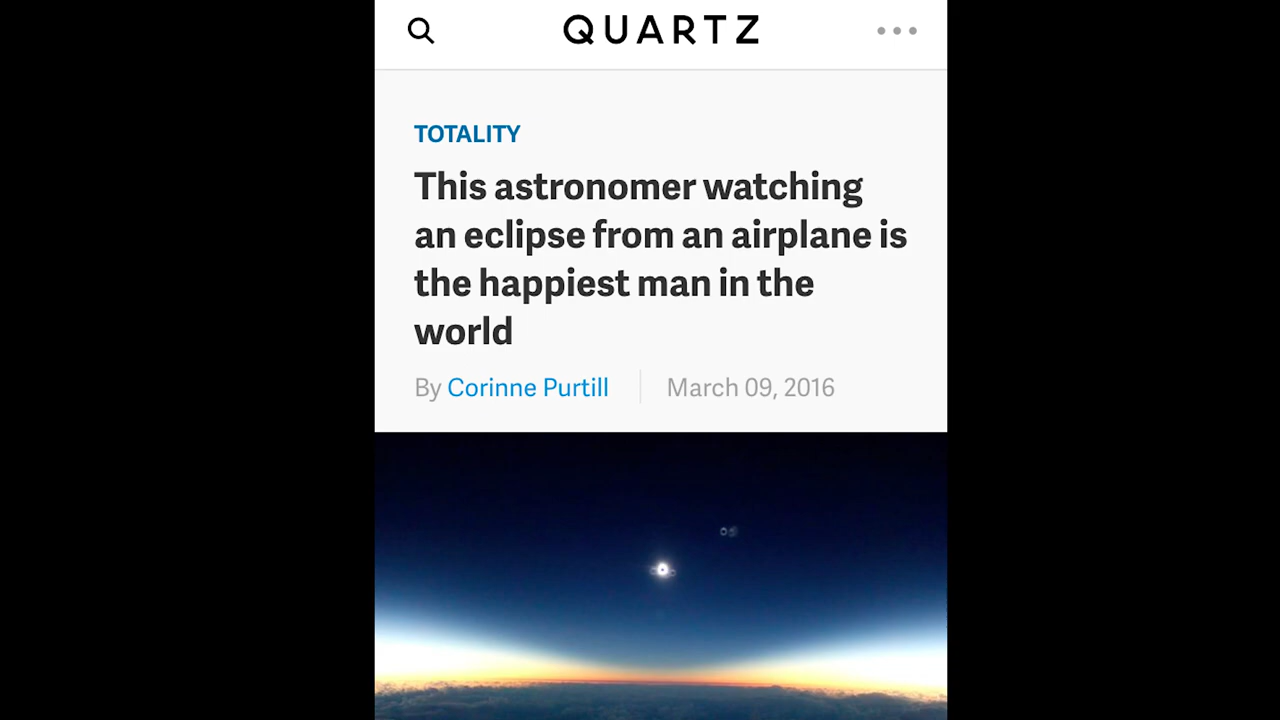 QUARTZ
TOTALITY
This astronomer watching
an eclipse from an airplane is
the happiest man in the
world
By Corinne Purtill
March 09, 2016